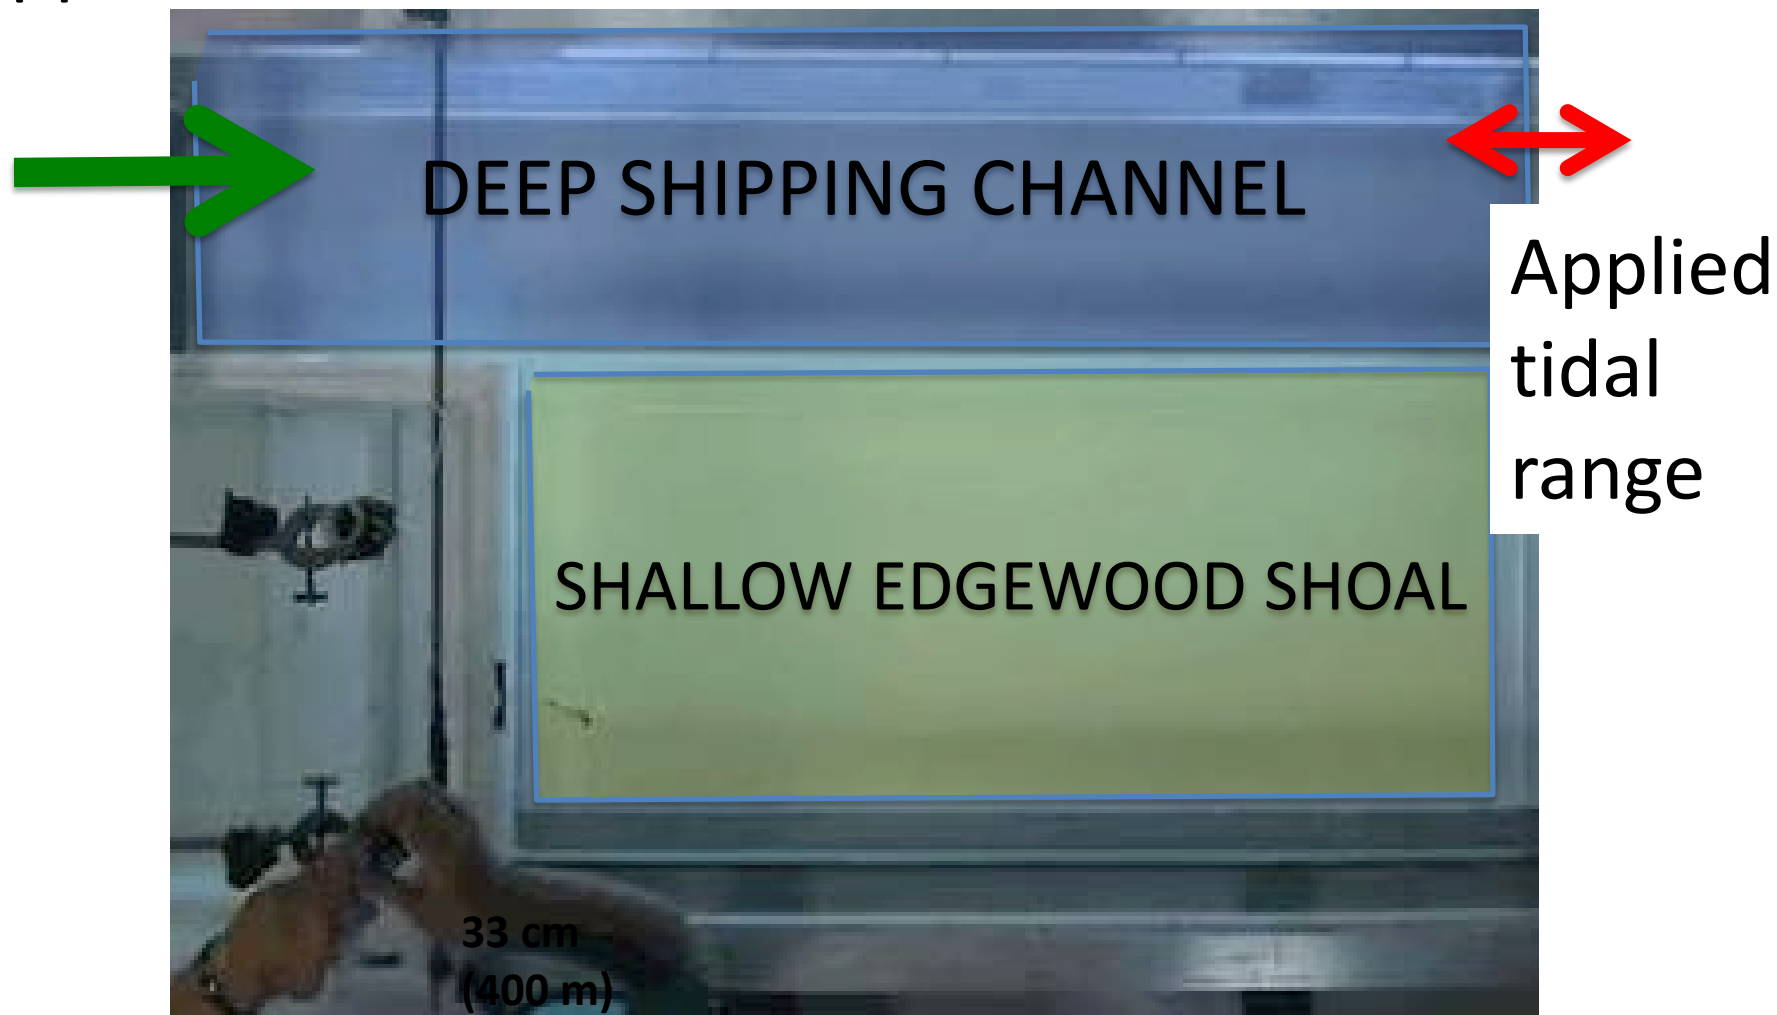 DEEP SHIPPING CHANNEL
Applied
tidal
range
SHALLOW EDGEWOOD SHOAL
33 cm
(400 m)